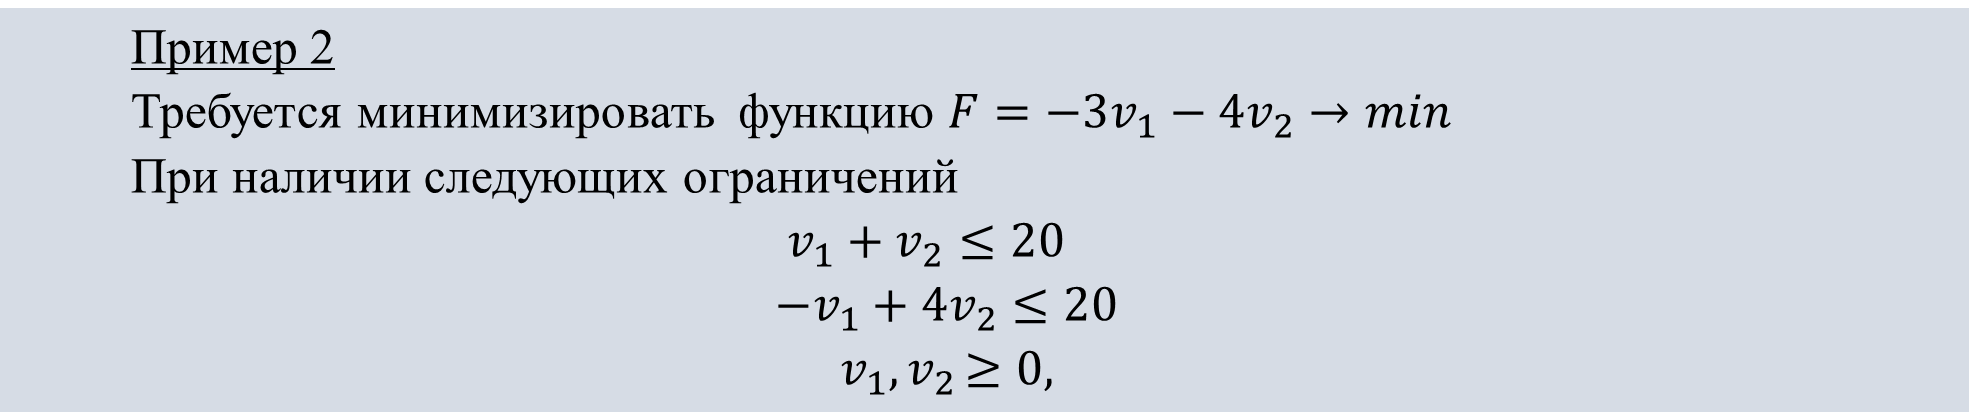 Пример 2
Требуется минимизировать функцию 𝐹 = −3𝑣₁ − 4𝑣₂ → 𝑚𝑖𝑛
При наличии следующих ограничений
𝑣₁ + 𝑣₂ ≤ 20
−𝑣₁ + 4𝑣₂ ≤ 20
𝑣₁, 𝑣₂ ≥ 0,